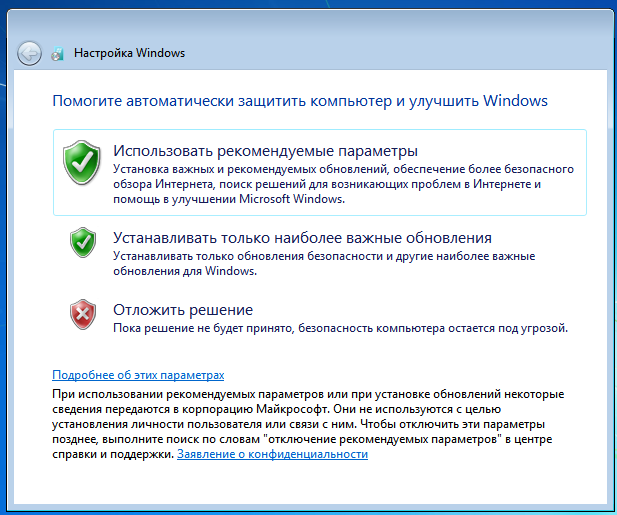 Настройка Windows
Помогите автоматически защитить компьютер и улучшить Windows
Использовать рекомендуемые параметры
Установка важных и рекомендуемых обновлений, обеспечение более безопасного
обзора Интернета, поиск решений для возникающих проблем в Интернете и
помощь в улучшении Microsoft Windows.
Устанавливать только наиболее важные обновления
Устанавливать только обновления безопасности и другие наиболее важные
обновления для Windows.
Отложить решение
Пока решение не будет принято, безопасность компьютера остается под угрозой.
Подробнее об этих параметрах
При использовании рекомендуемых параметров или при установке обновлений некоторые
сведения передаются в корпорацию Майкрософт. Они не используются с целью
установления личности пользователя или связи с ним. Чтобы отключить эти параметры
позднее, выполните поиск по словам "отключение рекомендуемых параметров" в центре
справки и поддержки. Заявление о конфиденциальности